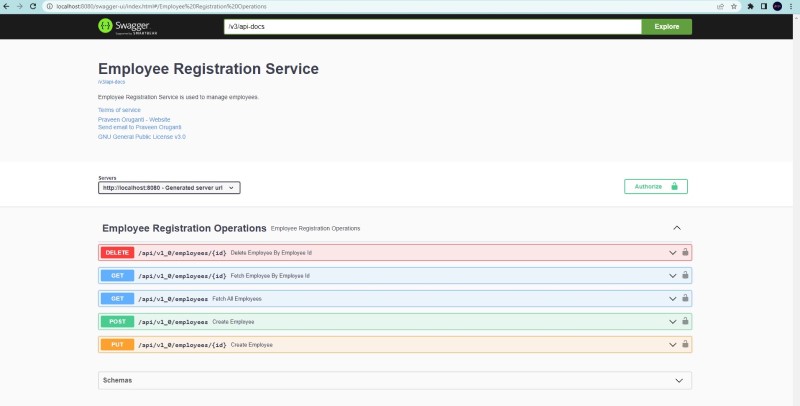 localhost:8080/swagger-ui/index.html#/Employee%20Registration%20Operations
Swagger
Supported by SMARTBEAR
/v3/api-docs
Explore
Employee Registration Service
/v3/api-docs
Employee Registration Service is used to manage employees.
Terms of service
Praveen Oruganti - Website
Send email to Praveen Oruganti
GNU General Public License v3.0
Servers
http://localhost:8080 - Generated server url
Authorize
Employee Registration Operations Employee Registration Operations
DELETE /api/v1_0/employees/{id} Delete Employee By Employee Id
GET /api/v1_0/employees/{id} Fetch Employee By Employee Id
GET /api/v1_0/employees Fetch All Employees
POST /api/v1_0/employees Create Employee
PUT /api/v1_0/employees/{id} Create Employee
Schemas